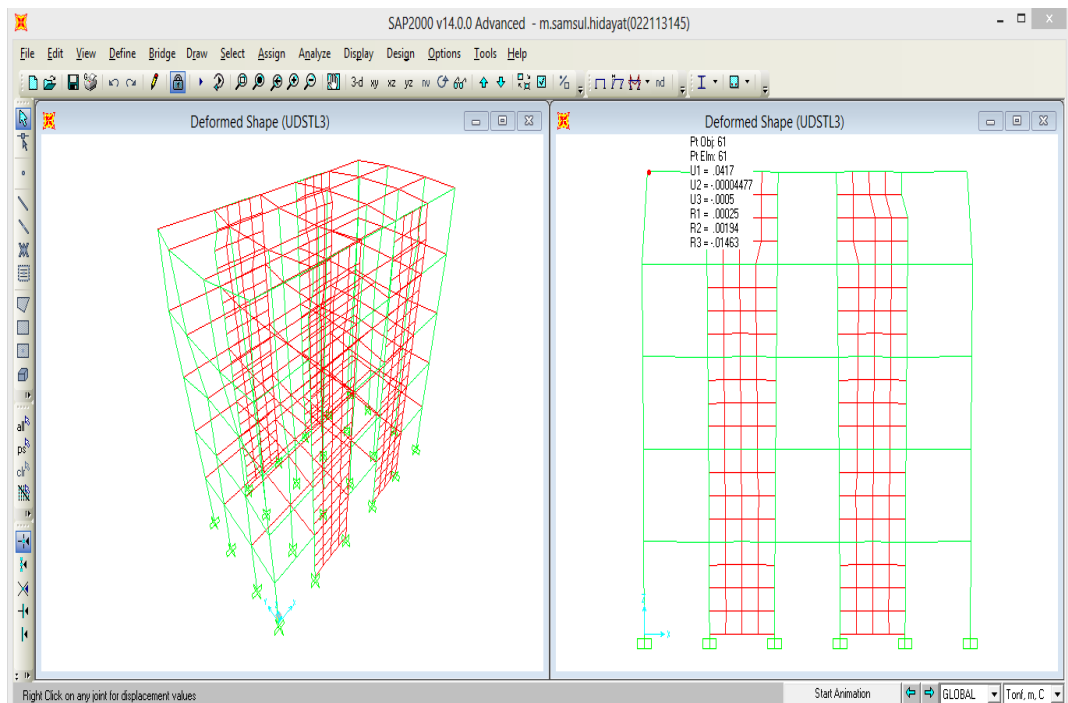 SAP2000 v14.0.0 Advanced - m.samsul.hidayat(022113145)
File Edit View Define Bridge Draw Select Assign Analyze Display Design Options Tools Help
3-d xy xz yz nv nd
Deformed Shape (UDSTL3)
Deformed Shape (UDSTL3)
Pt Obj: 61
Pt Elm: 61
U1 = .0417
U2 = -.00004477
U3 = -.0005
R1 = .00025
R2 = .00194
R3 = -.01463
all
ps
clr
Z
X
Right Click on any joint for displacement values
Start Animation
GLOBAL
Tonf, m, C